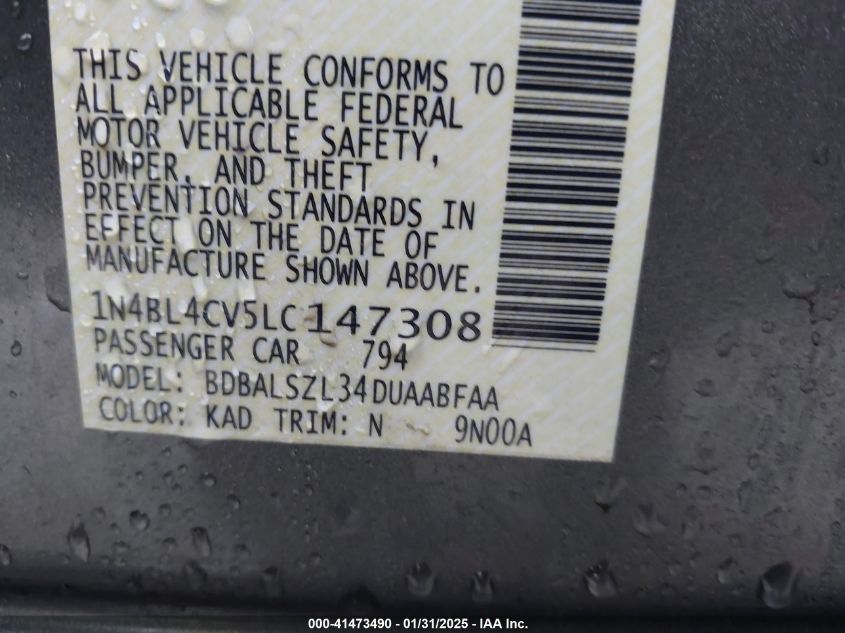 THIS VEHICLE CONFORMS TO
ALL APPLICABLE FEDERAL
MOTOR VEHICLE SAFETY,
BUMPER, AND THEFT
PREVENTION STANDARDS IN
EFFECT ON THE DATE OF
MANUFACTURE SHOWN ABOVE.
1N4BL4CV5LC147308
PASSENGER CAR 794
MODEL: BDBALSZL34DUAABFAA
COLOR: KAD TRIM: N 9N00A
000-41473490 - 01/31/2025 - IAA Inc.